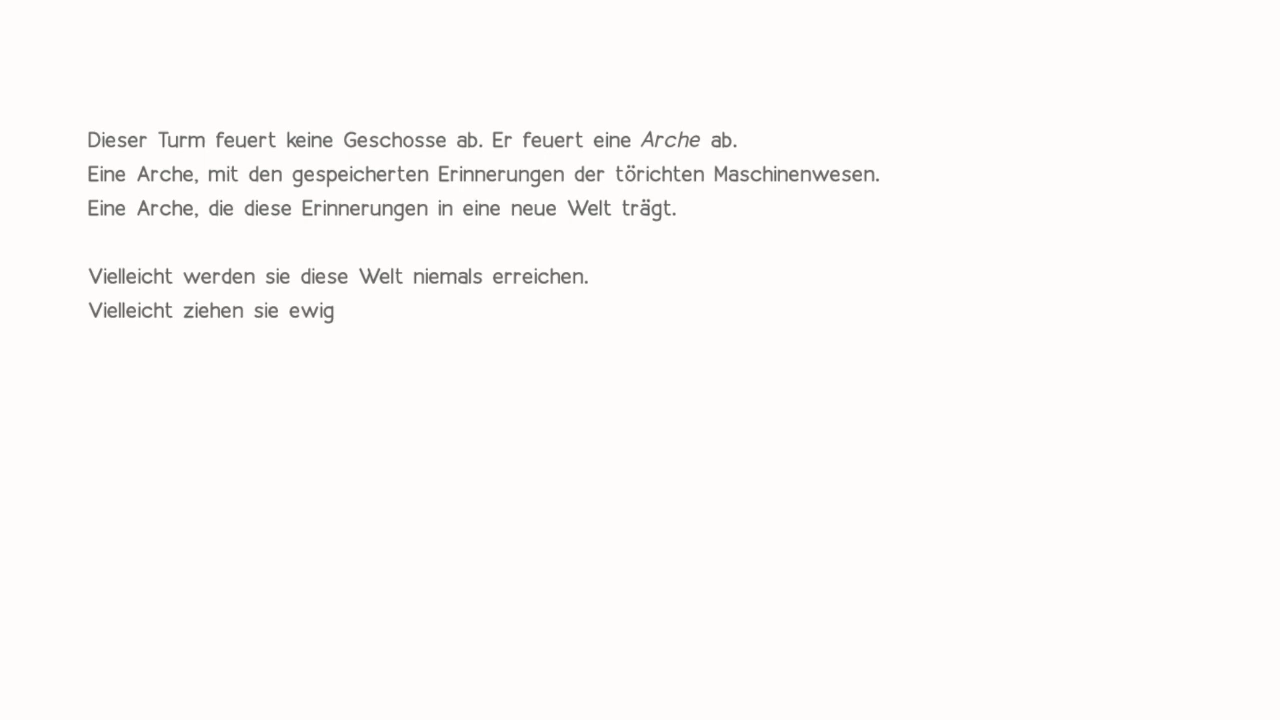 Dieser Turm feuert keine Geschosse ab. Er feuert eine Arche ab.
Eine Arche, mit den gespeicherten Erinnerungen der törichten Maschinenwesen.
Eine Arche, die diese Erinnerungen in eine neue Welt trägt.
Vielleicht werden sie diese Welt niemals erreichen.
Vielleicht ziehen sie ewig